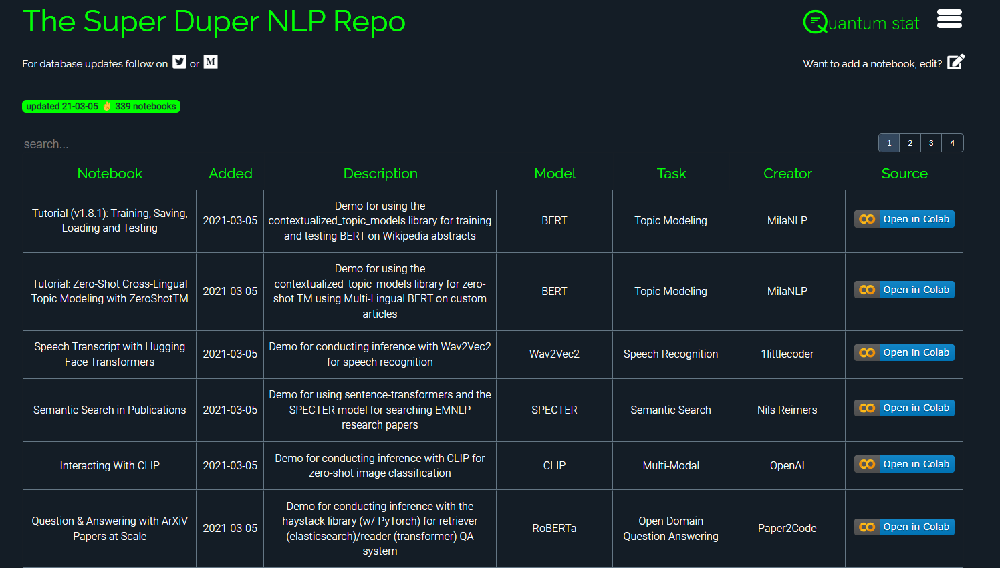 The Super Duper NLP Repo
Quantum stat
For database updates follow on or M
Want to add a notebook, edit?
updated 21-03-05 ✌ 339 notebooks
search...
1 2 3 4
Notebook Added Description Model Task Creator Source
Tutorial (v1.8.1): Training, Saving,
Loading and Testing
2021-03-05
Demo for using the
contextualized_topic_models library for training
and testing BERT on Wikipedia abstracts
BERT
Topic Modeling
MilaNLP
CO Open in Colab
Tutorial: Zero-Shot Cross-Lingual
Topic Modeling with ZeroShotTM
2021-03-05
Demo for using the
contextualized_topic_models library for zero-
shot TM using Multi-Lingual BERT on custom
articles
BERT
Topic Modeling
MilaNLP
CO Open in Colab
Speech Transcript with Hugging
Face Transformers
2021-03-05
Demo for conducting inference with Wav2Vec2
for speech recognition
Wav2Vec2
Speech Recognition
1littlecoder
CO Open in Colab
Semantic Search in Publications
2021-03-05
Demo for using sentence-transformers and the
SPECTER model for searching EMNLP
research papers
SPECTER
Semantic Search
Nils Reimers
CO Open in Colab
Interacting With CLIP
2021-03-05
Demo for conducting inference with CLIP for
zero-shot image classification
CLIP
Multi-Modal
OpenAI
CO Open in Colab
Question & Answering with ArXiV
Papers at Scale
2021-03-05
Demo for conducting inference with the
haystack library (w/ PyTorch) for retriever
(elasticsearch)/reader (transformer) QA
system
RoBERTa
Open Domain
Question Answering
Paper2Code
CO Open in Colab